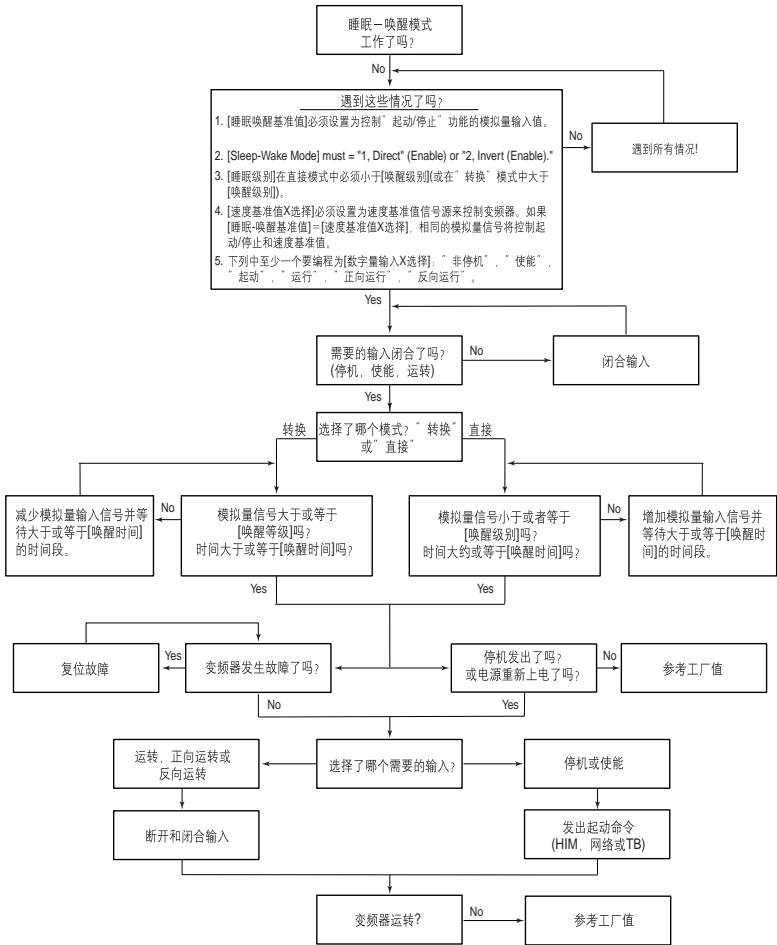 睡眠－唤醒模式
工作了吗?
No
遇到这些情况了吗?
1. [睡眠唤醒基准值]必须设置为控制"起动/停止"功能的模拟量输入值。
No
遇到所有情况!
2. [Sleep-Wake Mode] must = "1, Direct" (Enable) or "2, Invert (Enable)."
3. [睡眠级别]在直接模式中必须小于[唤醒级别](或在"转换"模式中大于
[唤醒级别])。
4. [速度基准值X选择]必须设置为速度基准值信号源来控制变频器。如果
[睡眠-唤醒基准值]＝[速度基准值X选择]，相同的模拟量信号将控制起
动/停止和速度基准值。
5. 下列中至少一个要编程为[数字量输入X选择]："非停机"，"使能"，
"起动"，"运行"，"正向运行"，"反向运行"。
Yes
需要的输入闭合了吗?
(停机，使能，运转)
No
闭合输入
Yes
转换
选择了哪个模式? "转换"
或"直接"
直接
减少模拟量输入信号并等
待大于或等于[唤醒时间]
的时间段。
No
模拟量信号大于或等于
[唤醒等级]吗?
时间大于或等于[唤醒时间]吗?
模拟量信号小于或者等于
[唤醒级别]吗?
时间大约或等于[唤醒时间]吗?
No
增加模拟量输入信号并
等待大于或等于[唤醒时
间]的时间段。
Yes
Yes
复位故障
Yes
变频器发生故障了吗?
停机发出了吗?
或电源重新上电了吗?
No
参考工厂值
No
Yes
运转，正向运转或
反向运转
选择了哪个需要的输入?
停机或使能
断开和闭合输入
发出起动命令
(HIM，网络或TB)
变频器运转?
No
参考工厂值